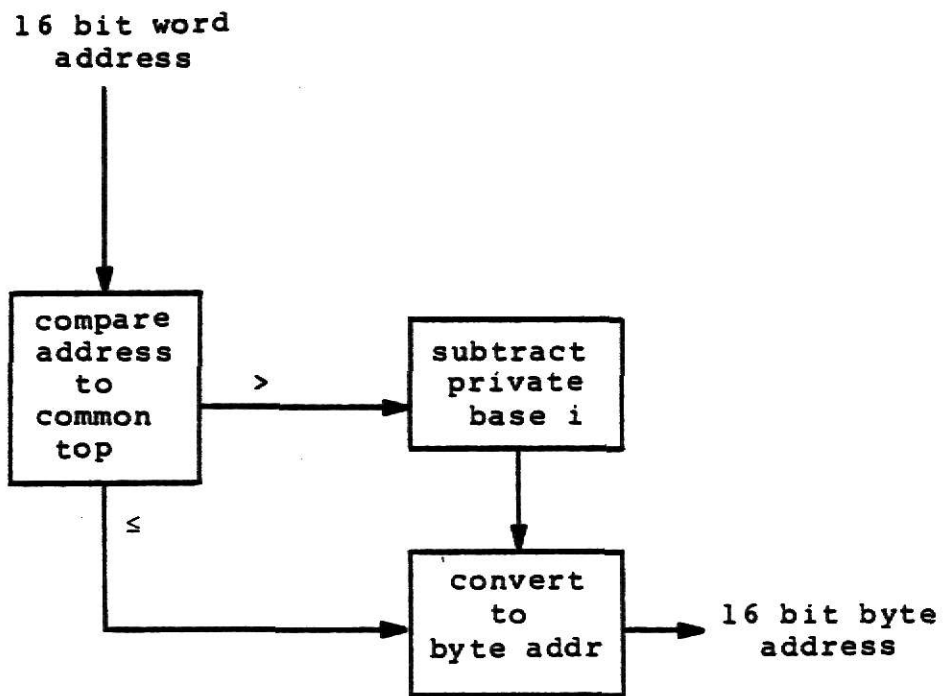 16 bit word
address
compare
address
to
common
top
>
subtract
private
base i
≤
convert
to
byte addr
16 bit byte
address